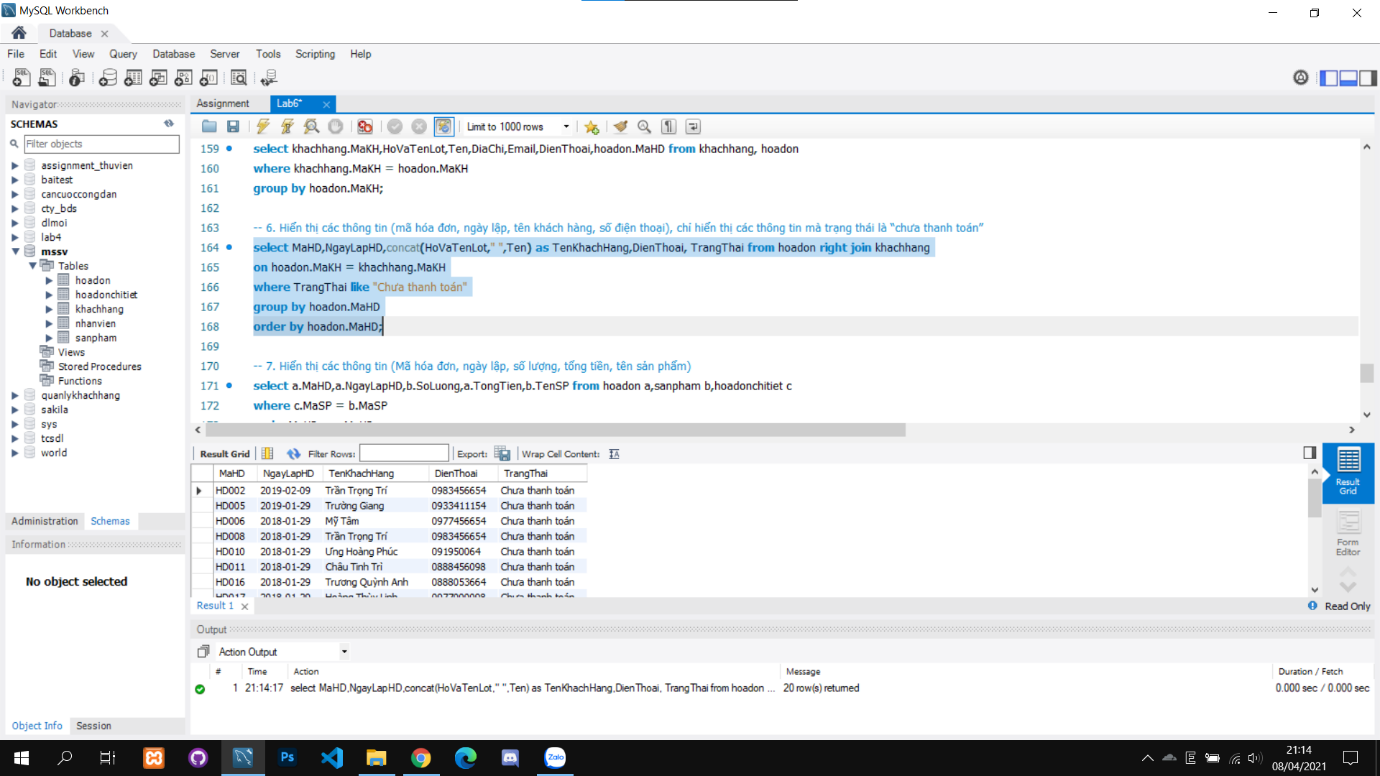 MySQL Workbench
Database
File Edit View Query Database Server Tools Scripting Help
Navigator
SCHEMAS
Filter objects
assignment_thuvien
baitest
cancuoccongdan
cty_bds
dlmoi
lab4
mssv
Tables
hoadon
hoadonchitiet
khachhang
nhanvien
sanpham
Views
Stored Procedures
Functions
quanlykhachhang
sakila
sys
tcsdl
world
Administration Schemas
Information
No object selected
Object Info Session
Assignment Lab6*
Limit to 1000 rows
159 select khachhang.MaKH,HoVaTenLot,Ten,DiaChi,Email,DienThoai,hoadon.MaHD from khachhang, hoadon
160 where khachhang.MaKH = hoadon.MaKH
161 group by hoadon.MaKH;
162
163 -- 6. Hiển thị các thông tin (mã hóa đơn, ngày lập, tên khách hàng, số điện thoại), chỉ hiển thị các thông tin mà trạng thái là “chưa thanh toán”
164 select MaHD,NgayLapHD,concat(HoVaTenLot," ",Ten) as TenKhachHang,DienThoai, TrangThai from hoadon right join khachhang
165 on hoadon.MaKH = khachhang.MaKH
166 where TrangThai like "Chưa thanh toán"
167 group by hoadon.MaHD
168 order by hoadon.MaHD;
169
170 -- 7. Hiển thị các thông tin (Mã hóa đơn, ngày lập, số lượng, tổng tiền, tên sản phẩm)
171 select a.MaHD,a.NgayLapHD,b.SoLuong,a.TongTien,b.TenSP from hoadon a,sanpham b,hoadonchitiet c
172 where c.MaSP = b.MaSP
Result Grid Filter Rows: Export: Wrap Cell Content:
MaHD NgayLapHD TenKhachHang DienThoai TrangThai
HD002 2019-02-09 Trần Trọng Trí 0983456654 Chưa thanh toán
HD005 2019-01-29 Trường Giang 0933411154 Chưa thanh toán
HD006 2018-01-29 Mỹ Tâm 0977456654 Chưa thanh toán
HD008 2018-01-29 Trần Trọng Trí 0983456654 Chưa thanh toán
HD010 2018-01-29 Ưng Hoàng Phúc 091950064 Chưa thanh toán
HD011 2018-01-29 Châu Tinh Trì 0888456098 Chưa thanh toán
HD016 2018-01-29 Trương Quỳnh Anh 0888053664 Chưa thanh toán
Result Grid
Form Editor
Result 1
Read Only
Output
Action Output
# Time Action Message Duration / Fetch
1 21:14:17 select MaHD,NgayLapHD,concat(HoVaTenLot," ",Ten) as TenKhachHang,DienThoai, TrangThai from hoadon ... 20 row(s) returned 0.000 sec / 0.000 sec
Ps
Zalo
21:14
08/04/2021